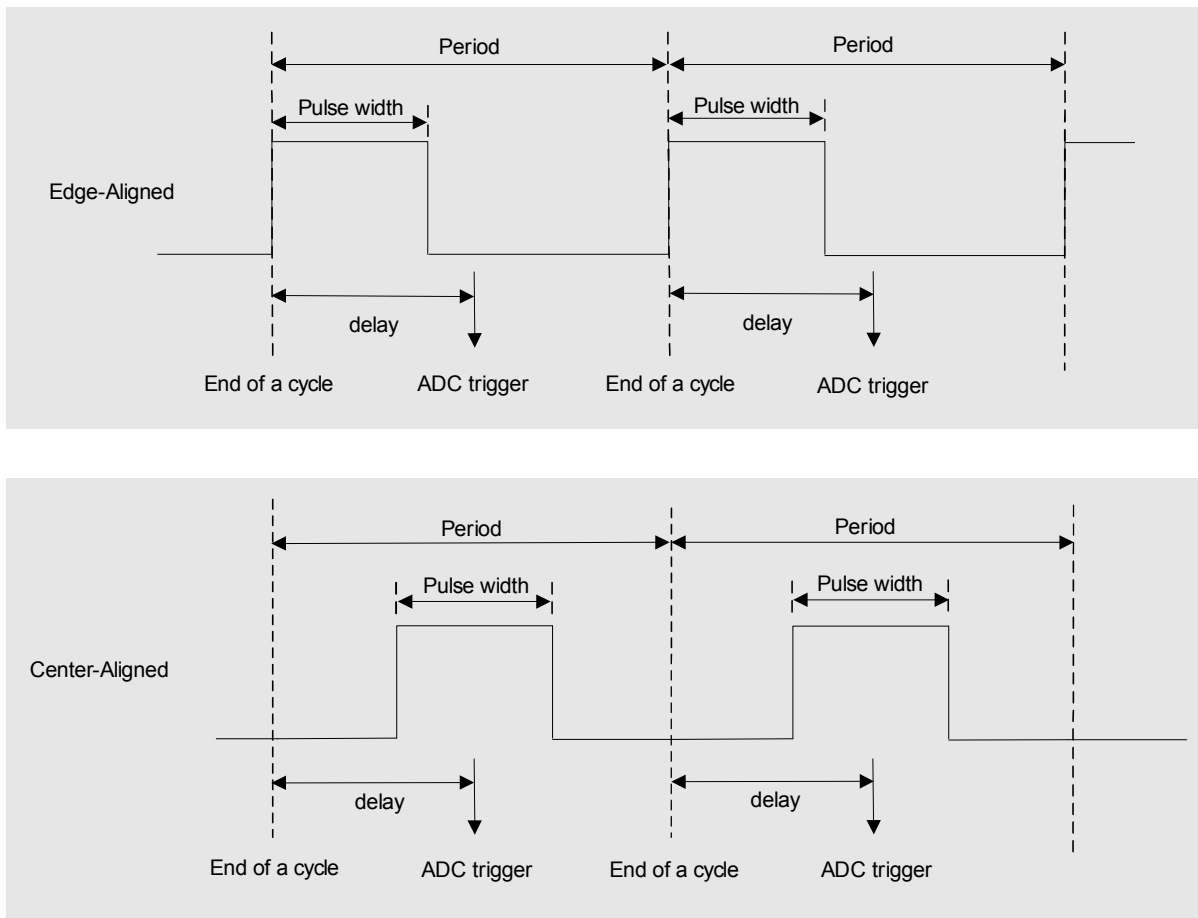 Period
Period
Pulse width
Pulse width
Edge-Aligned
delay
delay
End of a cycle
ADC trigger
End of a cycle
ADC trigger
Period
Period
Pulse width
Pulse width
Center-Aligned
delay
delay
End of a cycle
ADC trigger
End of a cycle
ADC trigger